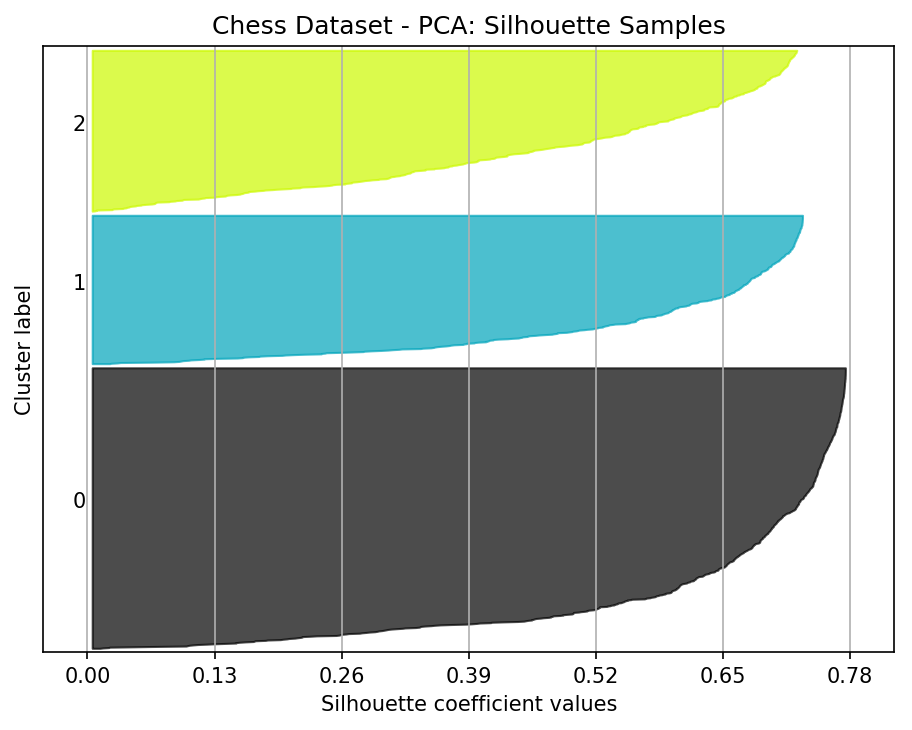 Chess Dataset - PCA: Silhouette Samples
2
1
0
Cluster label
0.00 0.13 0.26 0.39 0.52 0.65 0.78
Silhouette coefficient values